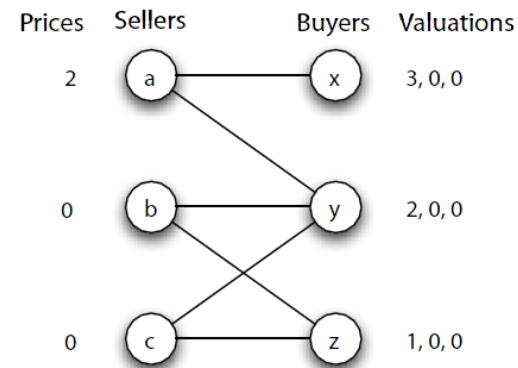 Prices Sellers Buyers Valuations
2 a x 3, 0, 0
0 b y 2, 0, 0
0 c z 1, 0, 0